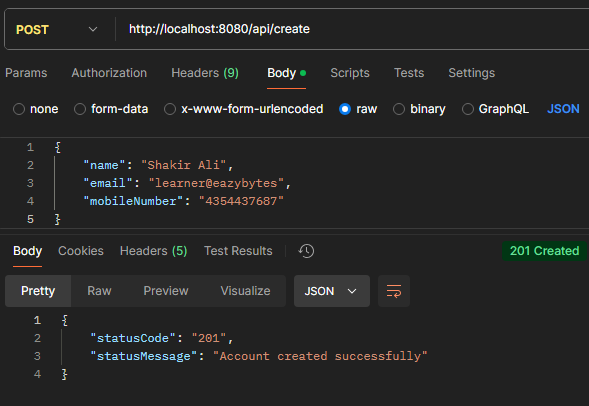 POST http://localhost:8080/api/create
Params Authorization Headers (9) Body Scripts Tests Settings
none form-data x-www-form-urlencoded raw binary GraphQL JSON
1 {
2 "name": "Shakir Ali",
3 "email": "learner@eazybytes",
4 "mobileNumber": "4354437687"
5 }
Body Cookies Headers (5) Test Results 201 Created
Pretty Raw Preview Visualize JSON
1 {
2 "statusCode": "201",
3 "statusMessage": "Account created successfully"
4 }